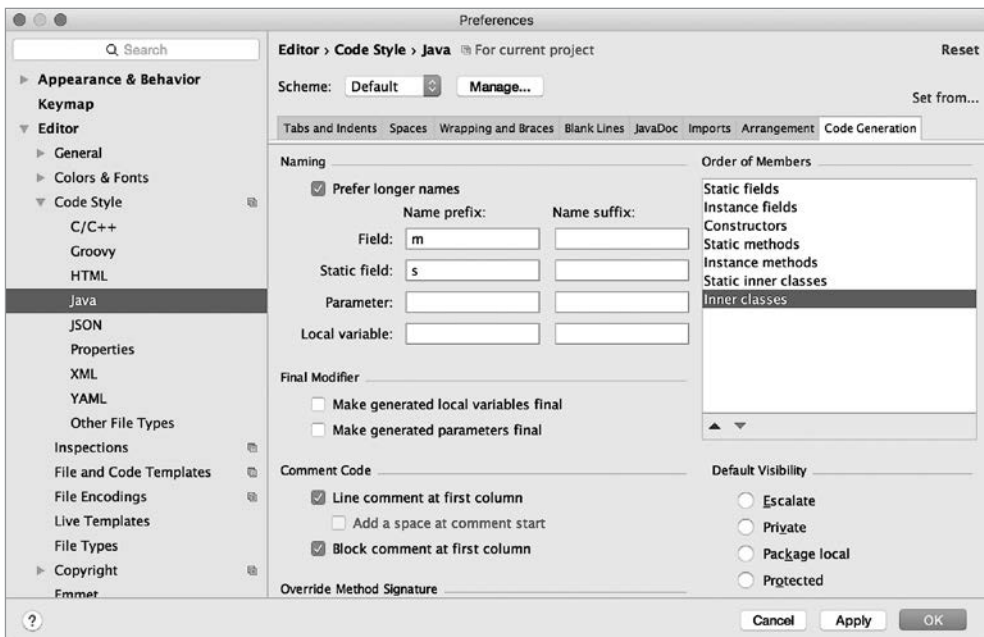 Preferences
Search
Appearance & Behavior
Keymap
Editor
General
Colors & Fonts
Code Style
C/C++
Groovy
HTML
Java
JSON
Properties
XML
YAML
Other File Types
Inspections
File and Code Templates
File Encodings
Live Templates
File Types
Copyright
Emmet
Editor › Code Style › Java For current project Reset
Scheme: Default Manage...
Set from...
Tabs and Indents Spaces Wrapping and Braces Blank Lines JavaDoc Imports Arrangement Code Generation
Naming
Prefer longer names
Name prefix: Name suffix:
Field: m
Static field: s
Parameter:
Local variable:
Final Modifier
Make generated local variables final
Make generated parameters final
Comment Code
Line comment at first column
Add a space at comment start
Block comment at first column
Override Method Signature
Order of Members
Static fields
Instance fields
Constructors
Static methods
Instance methods
Static inner classes
Inner classes
Default Visibility
Escalate
Private
Package local
Protected
? Cancel Apply OK